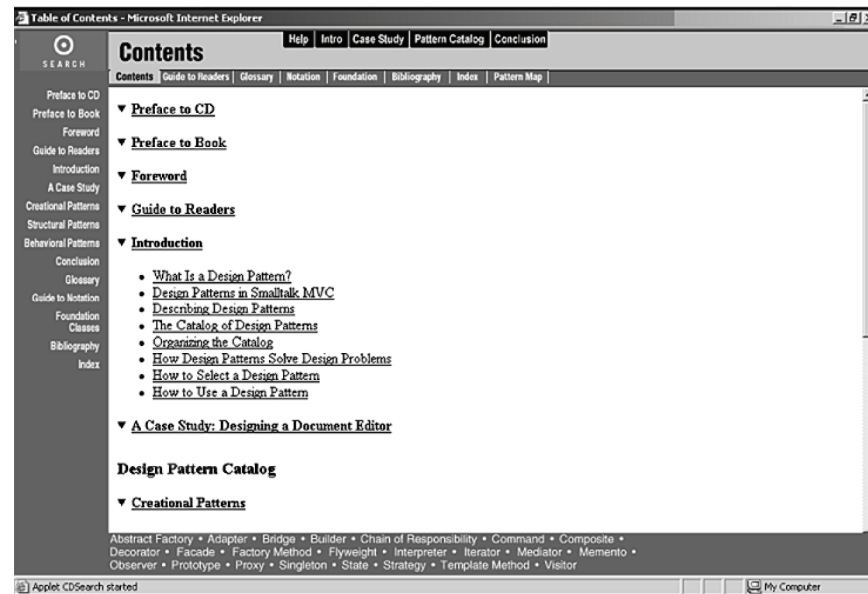 Table of Contents - Microsoft Internet Explorer
SEARCH
Contents
Help Intro Case Study Pattern Catalog Conclusion
Contents Guide to Readers Glossary Notation Foundation Bibliography Index Pattern Map
Preface to CD
Preface to Book
Foreword
Guide to Readers
Introduction
A Case Study
Creational Patterns
Structural Patterns
Behavioral Patterns
Conclusion
Glossary
Guide to Notation
Foundation
Classes
Bibliography
Index
▼ Preface to CD
▼ Preface to Book
▼ Foreword
▼ Guide to Readers
▼ Introduction
• What Is a Design Pattern?
• Design Patterns in Smalltalk MVC
• Describing Design Patterns
• The Catalog of Design Patterns
• Organizing the Catalog
• How Design Patterns Solve Design Problems
• How to Select a Design Pattern
• How to Use a Design Pattern
▼ A Case Study: Designing a Document Editor
Design Pattern Catalog
▼ Creational Patterns
Abstract Factory • Adapter • Bridge • Builder • Chain of Responsibility • Command • Composite •
Decorator • Facade • Factory Method • Flyweight • Interpreter • Iterator • Mediator • Memento •
Observer • Prototype • Proxy • Singleton • State • Strategy • Template Method • Visitor
Applet CDSearch started
My Computer